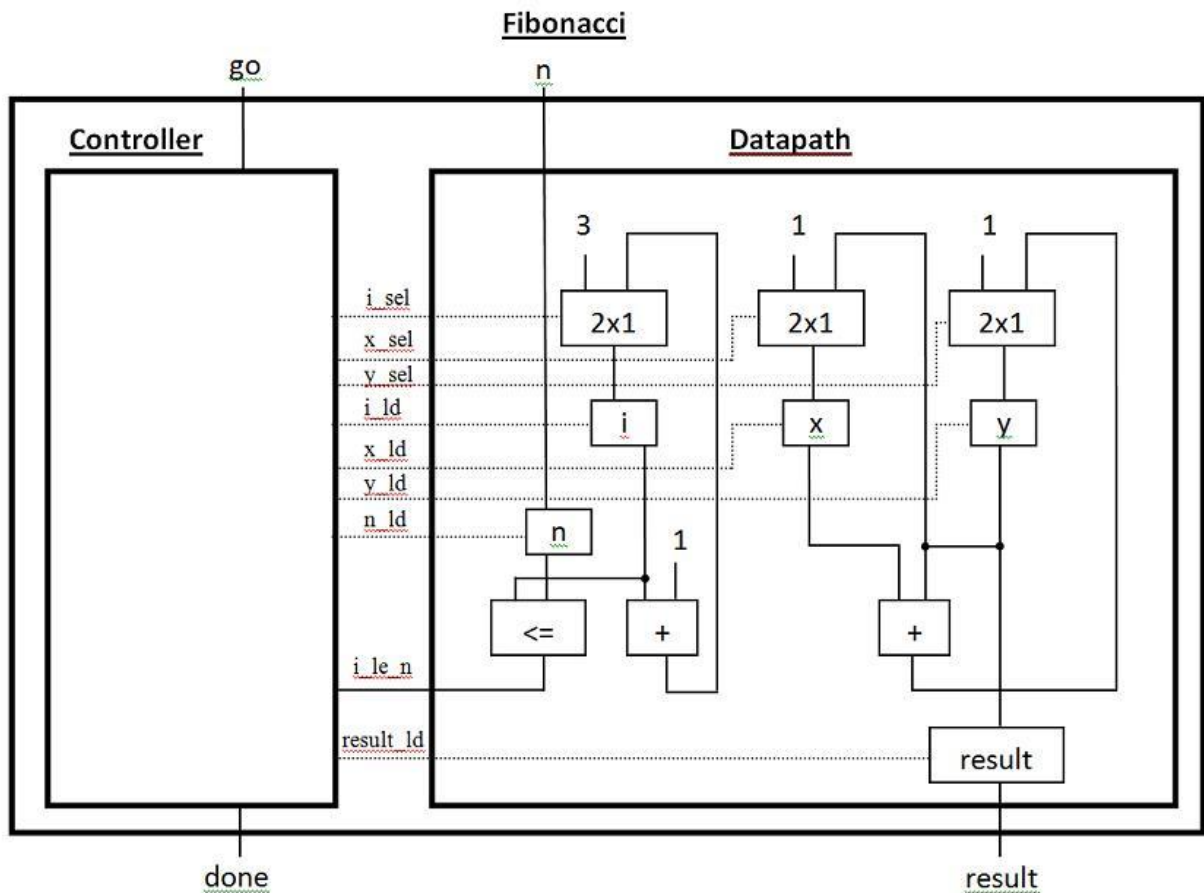 Fibonacci
go
n
Controller
Datapath
3
1
1
i_sel
2x1
2x1
2x1
x_sel
y_sel
i_ld
i
x
y
x_ld
y_ld
n_ld
n
1
<=
+
+
i_le_n
result_ld
result
done
result